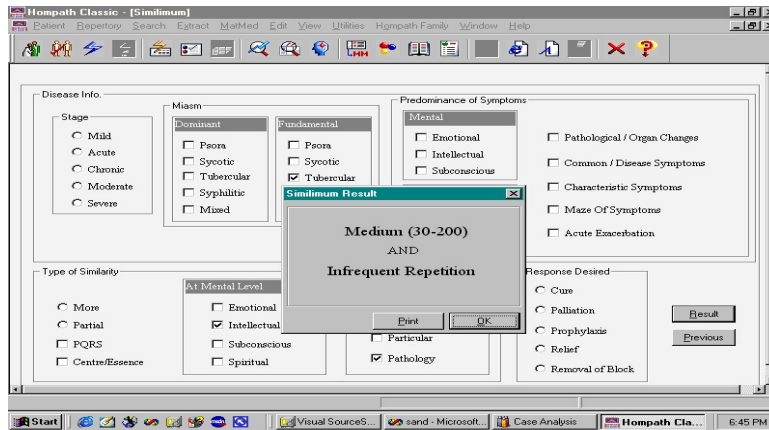 Hompath Classic - [Similimum]
Patient Repertory Search Extract MatMed Edit View Utilities Hompath Family Window Help
Disease Info.
Stage
Mild
Acute
Chronic
Moderate
Severe
Miasm
Dominant
Psora
Sycotic
Tubercular
Syphilitic
Mixed
Fundamental
Psora
Sycotic
Tubercular
Predominance of Symptoms
Mental
Emotional
Intellectual
Subconscious
Pathological / Organ Changes
Common / Disease Symptoms
Characteristic Symptoms
Maze Of Symptoms
Acute Exacerbation
Similimum Result
Medium (30-200)
AND
Infrequent Repetition
Print
OK
Type of Similarity
More
Partial
PQRS
Centre/Essence
At Mental Level
Emotional
Intellectual
Subconscious
Spiritual
Particular
Pathology
Response Desired
Cure
Palliation
Prophylaxis
Relief
Removal of Block
Result
Previous
Start
Visual SourceS...
sand - Microsoft...
Case Analysis
Hompath Cla...
6:45 PM